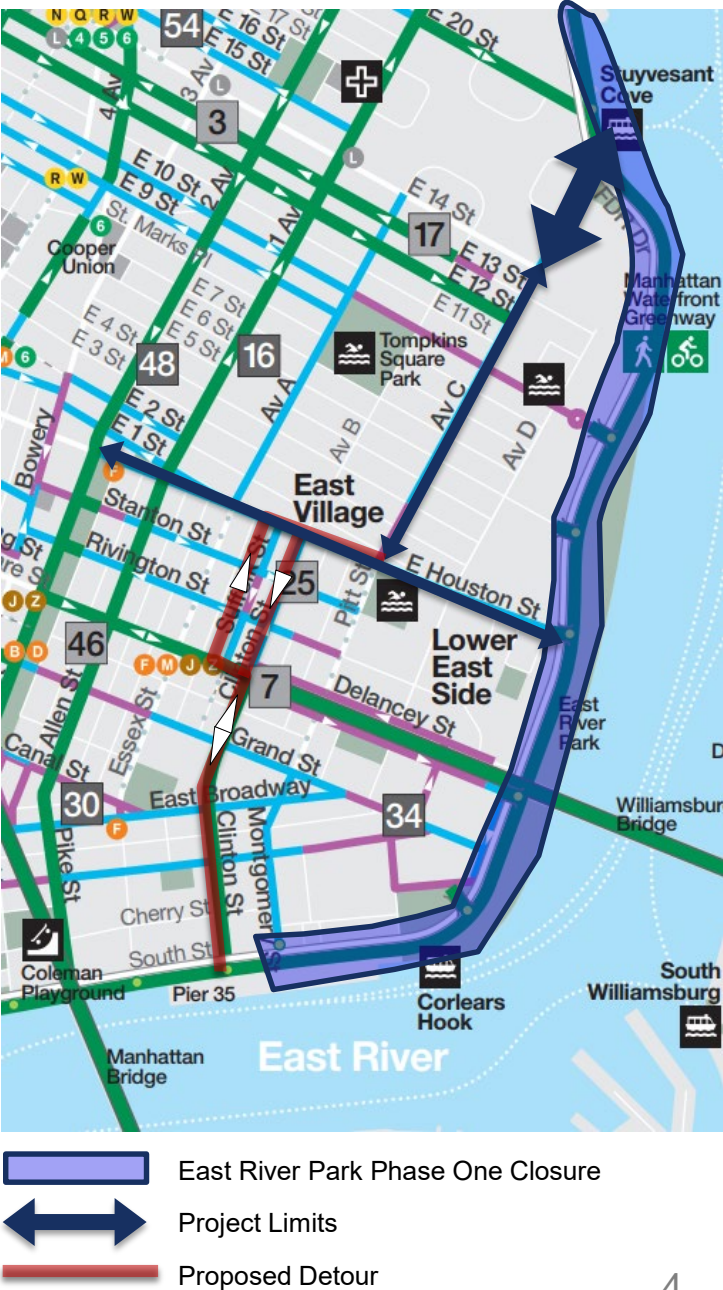 N Q R W
L 4 5 6
54
E 16 St
E 15 St
17 St
E 20 St
4 Av
3 Av
L
3
2 Av
1 Av
L
Stuyvesant
Cove
FDR Dr
R W
E 10 St
E 9 St
St. Marks Pl
6
Cooper
Union
E 14 St
17
E 13 St
E 12 St
E 11 St
Manhattan
Waterfront
Greenway
E 7 St
E 6 St
E 5 St
E 4 St
E 3 St
M 6
48
16
Tompkins
Square
Park
Av A
Av B
Av C
Av D
E 2 St
E 1 St
Bowery
F
East
Village
Stanton St
Rivington St
Suffolk St
Clinton St
25
Pitt St
E Houston St
J Z
B D
46
F M J Z
7
Lower
East
Side
Delancey St
East
River
Park
Allen St
Essex St
Grand St
Canal St
East Broadway
30
F
34
Williamsbur
Bridge
Pike St
Clinton St
Montgomery St
Cherry St
South St
Coleman
Playground
Pier 35
Corlears
Hook
South
Williamsburg
Manhattan
Bridge
East River
East River Park Phase One Closure
Project Limits
Proposed Detour
4